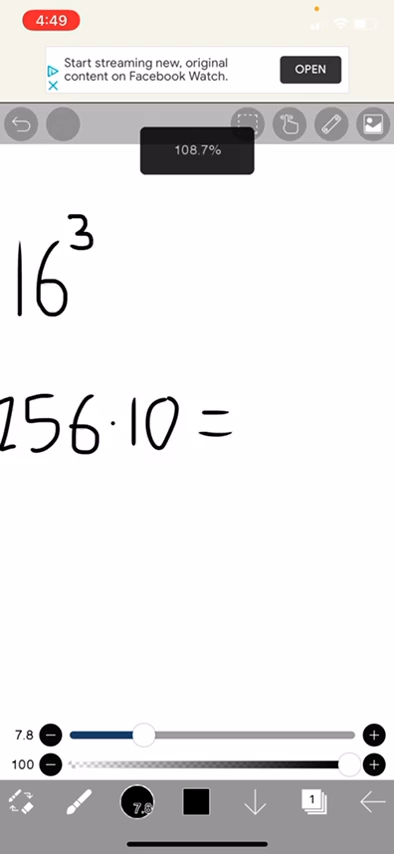 4:49
Start streaming new, original
content on Facebook Watch.
OPEN
108.7%
16³
256·10 =
7.8
100
7.8
1